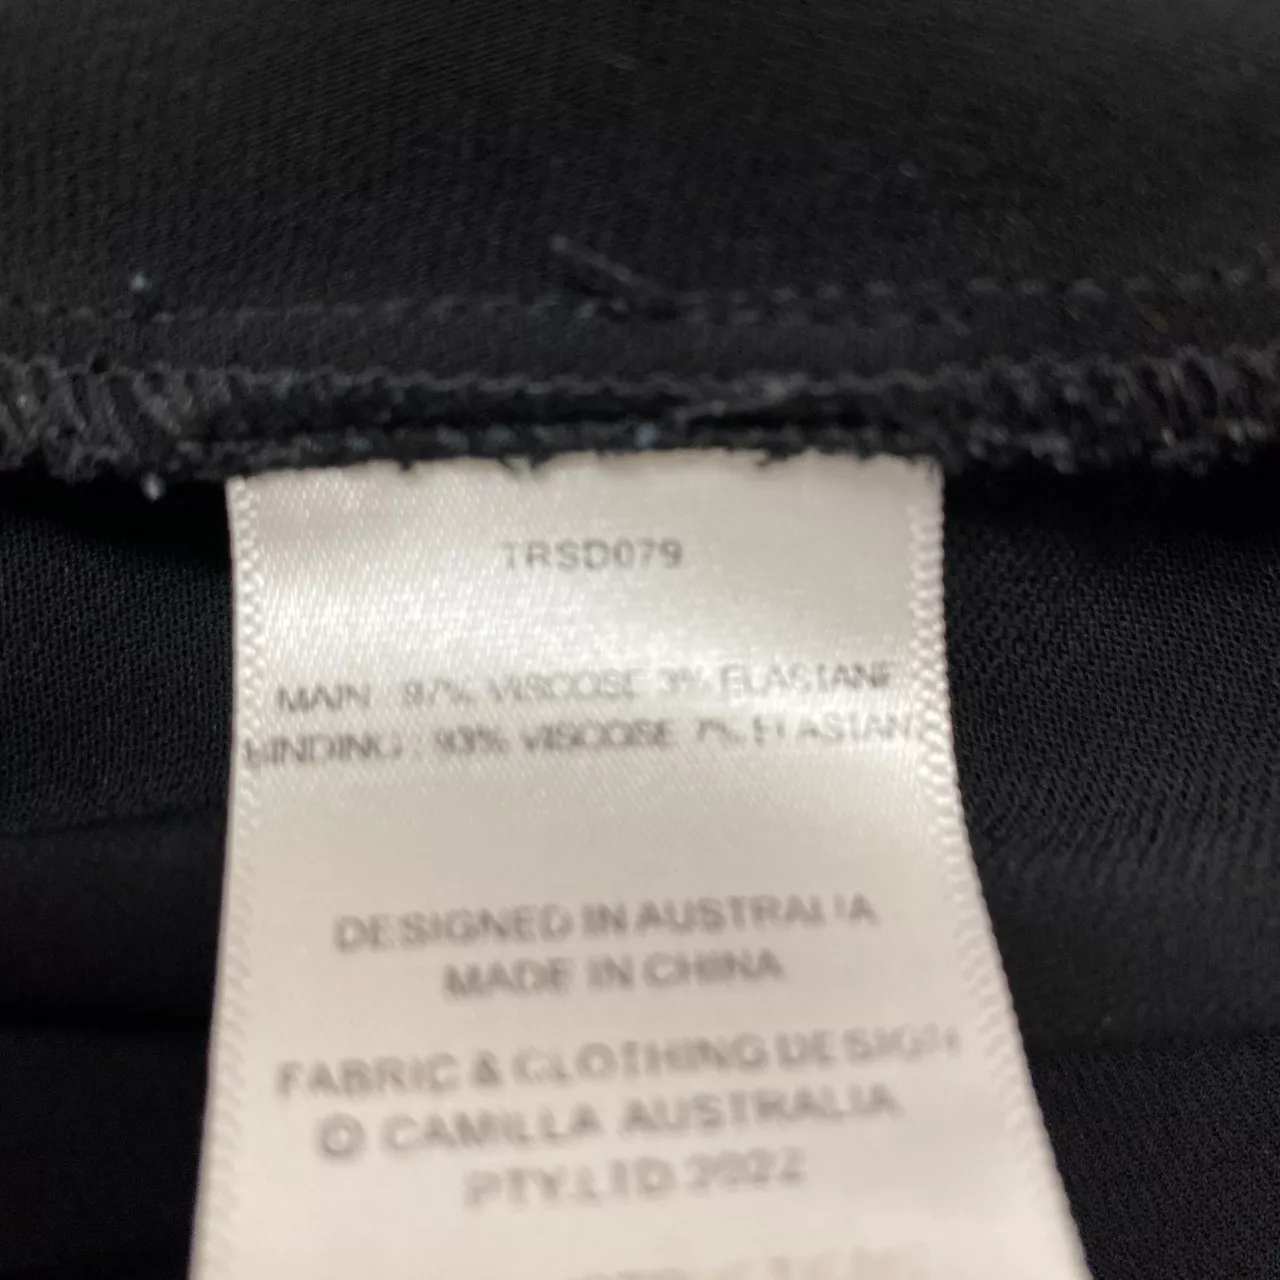 TRSD079
MAIN : 97% VISCOSE 3% ELASTANE
BINDING : 93% VISCOSE 7% ELASTANE
DESIGNED IN AUSTRALIA
MADE IN CHINA
FABRIC & CLOTHING DESIGN
© CAMILLA AUSTRALIA
PTY.LTD 2022